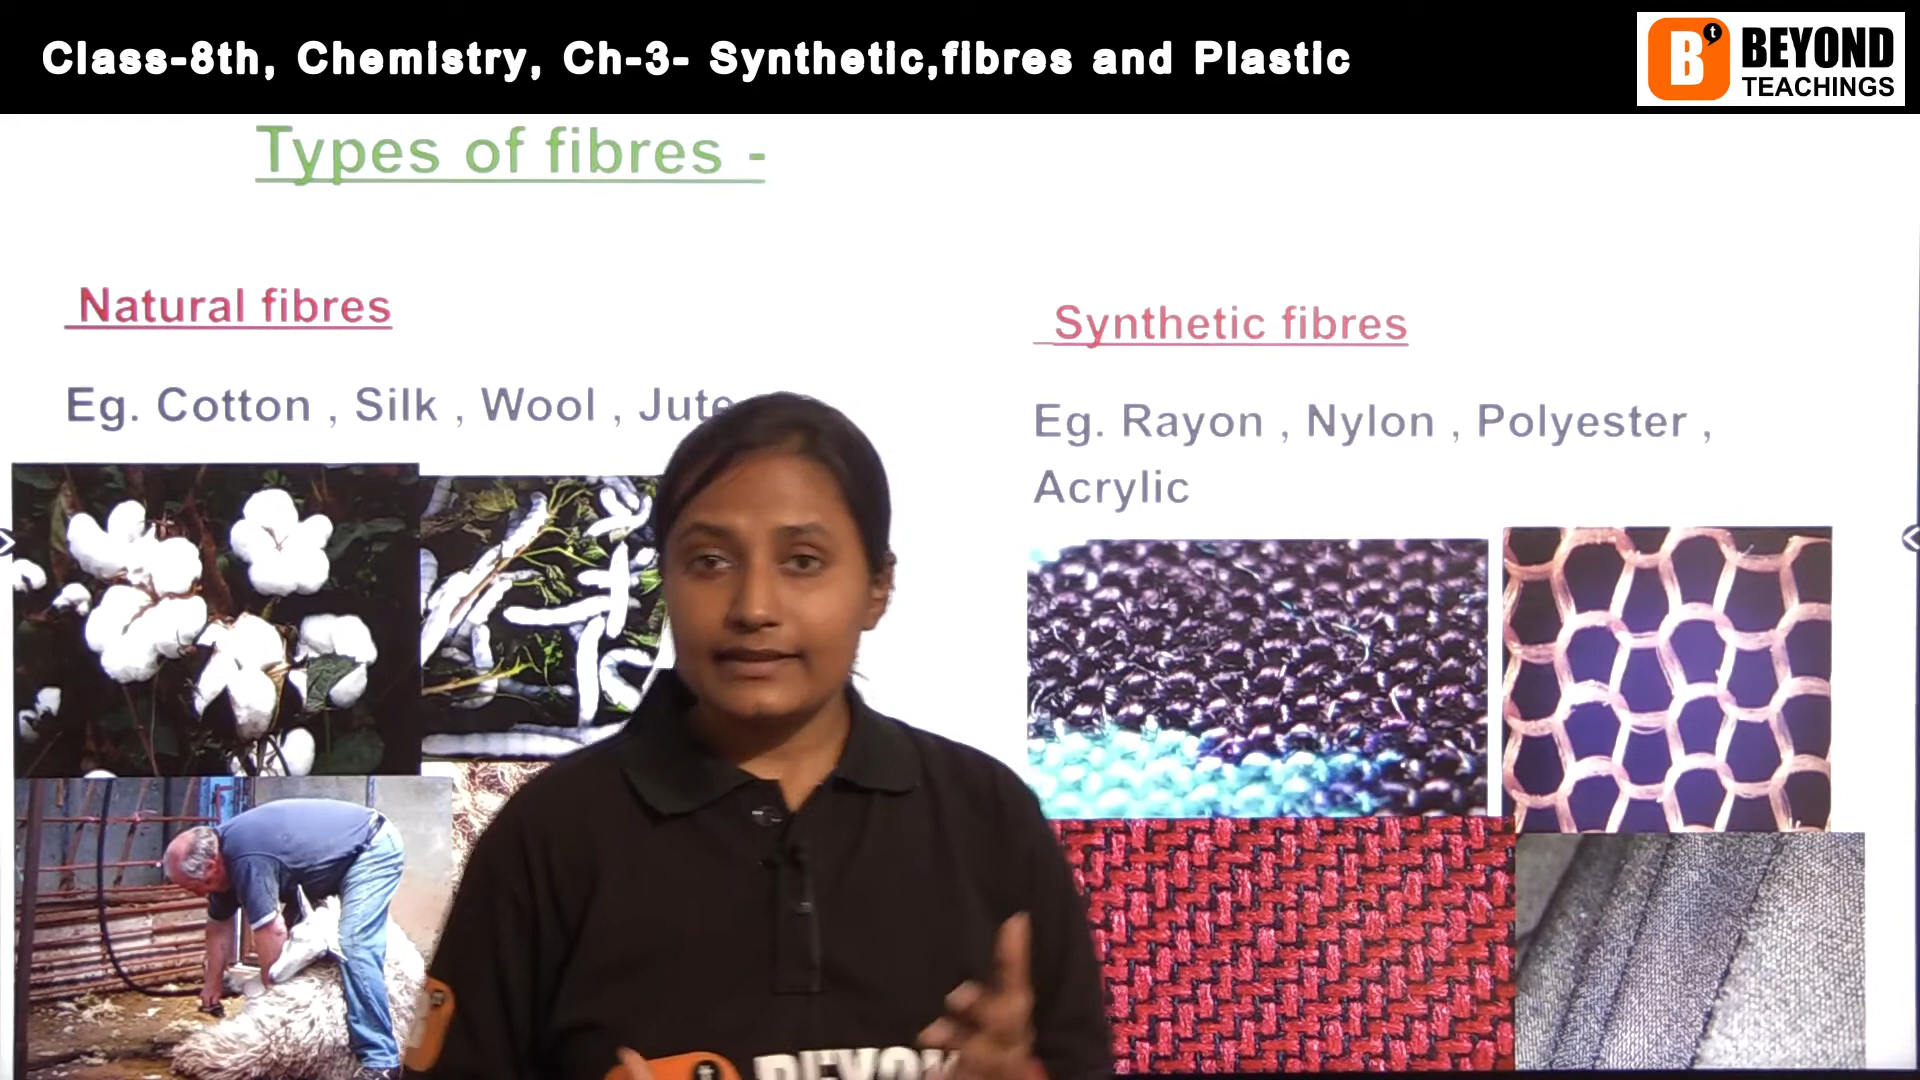 Class-8th, Chemistry, Ch-3- Synthetic,fibres and Plastic
Bt BEYOND
TEACHINGS
Types of fibres -
Natural fibres
Eg. Cotton , Silk , Wool , Jute
Synthetic fibres
Eg. Rayon , Nylon , Polyester ,
Acrylic